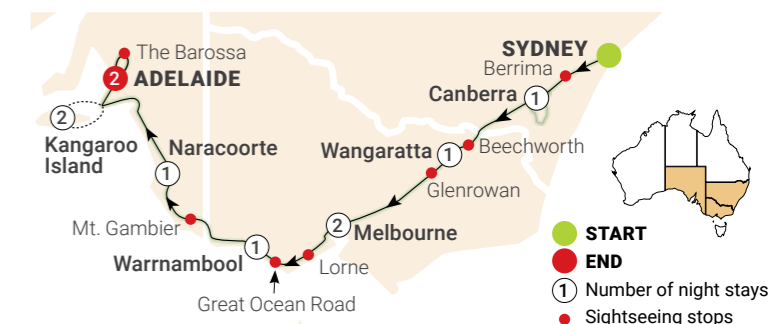 SYDNEY
Berrima
Canberra
1
The Barossa
2
ADELAIDE
2
Kangaroo
Island
Naracoorte
1
Wangaratta
1
Beechworth
Glenrowan
Mt. Gambier
2
Melbourne
Warrnambool
1
Lorne
Great Ocean Road
START
END
1 Number of night stays
Sightseeing stops